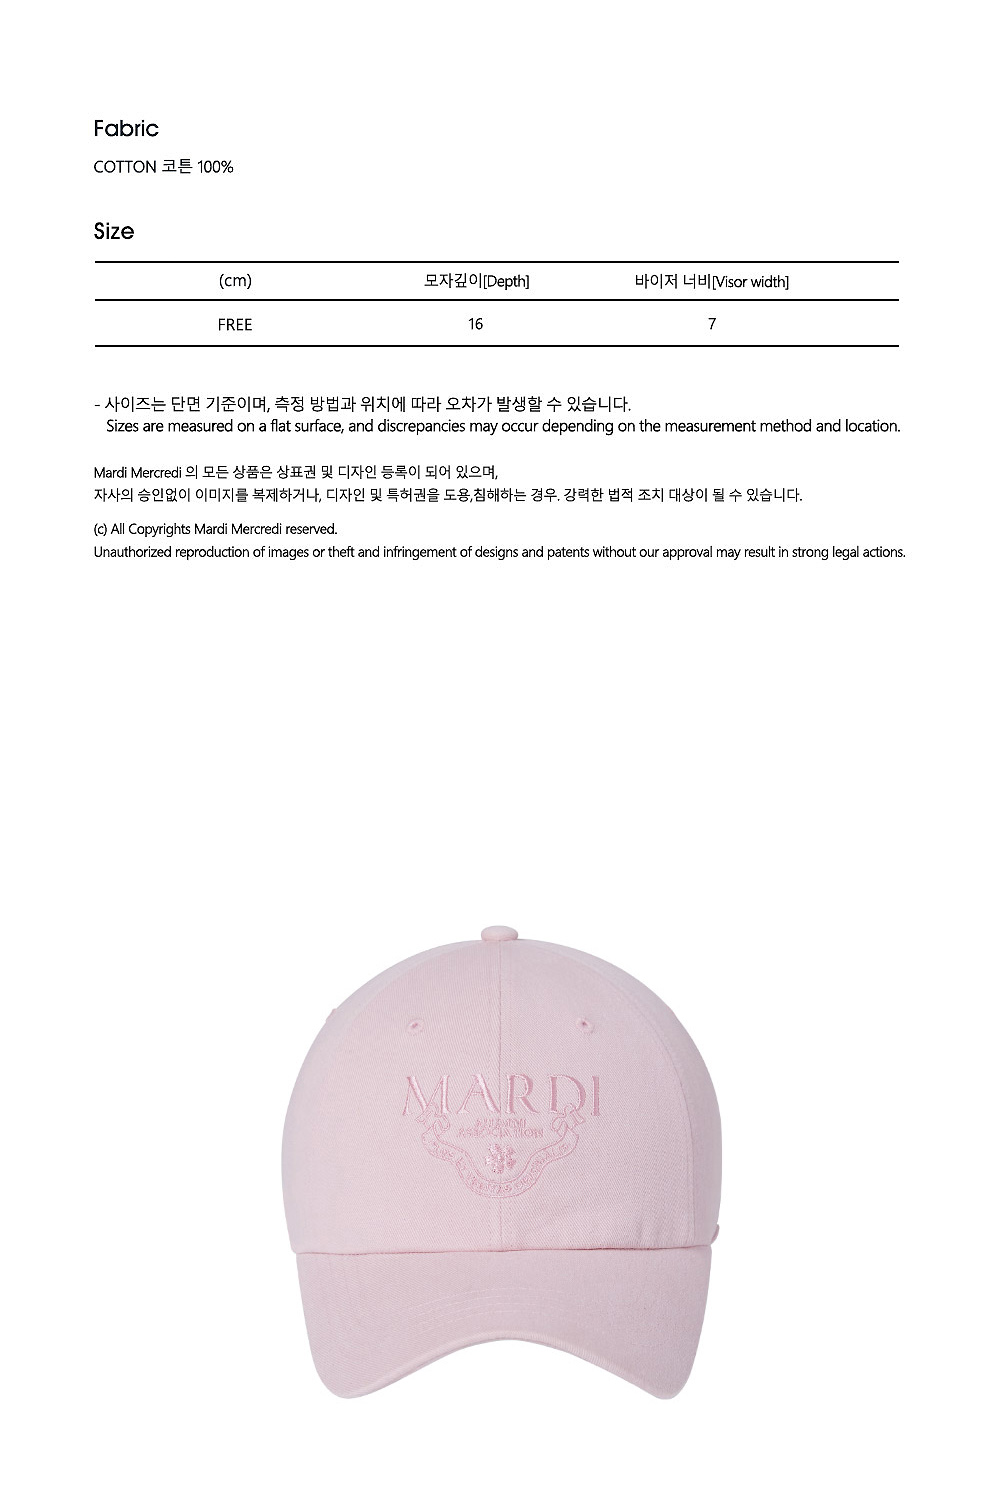 Fabric
COTTON 코튼 100%
Size
(cm) 모자깊이[Depth] 바이저 너비[Visor width]
FREE 16 7
- 사이즈는 단면 기준이며, 측정 방법과 위치에 따라 오차가 발생할 수 있습니다.
Sizes are measured on a flat surface, and discrepancies may occur depending on the measurement method and location.
Mardi Mercredi 의 모든 상품은 상표권 및 디자인 등록이 되어 있으며,
자사의 승인없이 이미지를 복제하거나, 디자인 및 특허권을 도용,침해하는 경우. 강력한 법적 조치 대상이 될 수 있습니다.
(c) All Copyrights Mardi Mercredi reserved.
Unauthorized reproduction of images or theft and infringement of designs and patents without our approval may result in strong legal actions.
MARDI
ALUMNI
ASSOCIATION